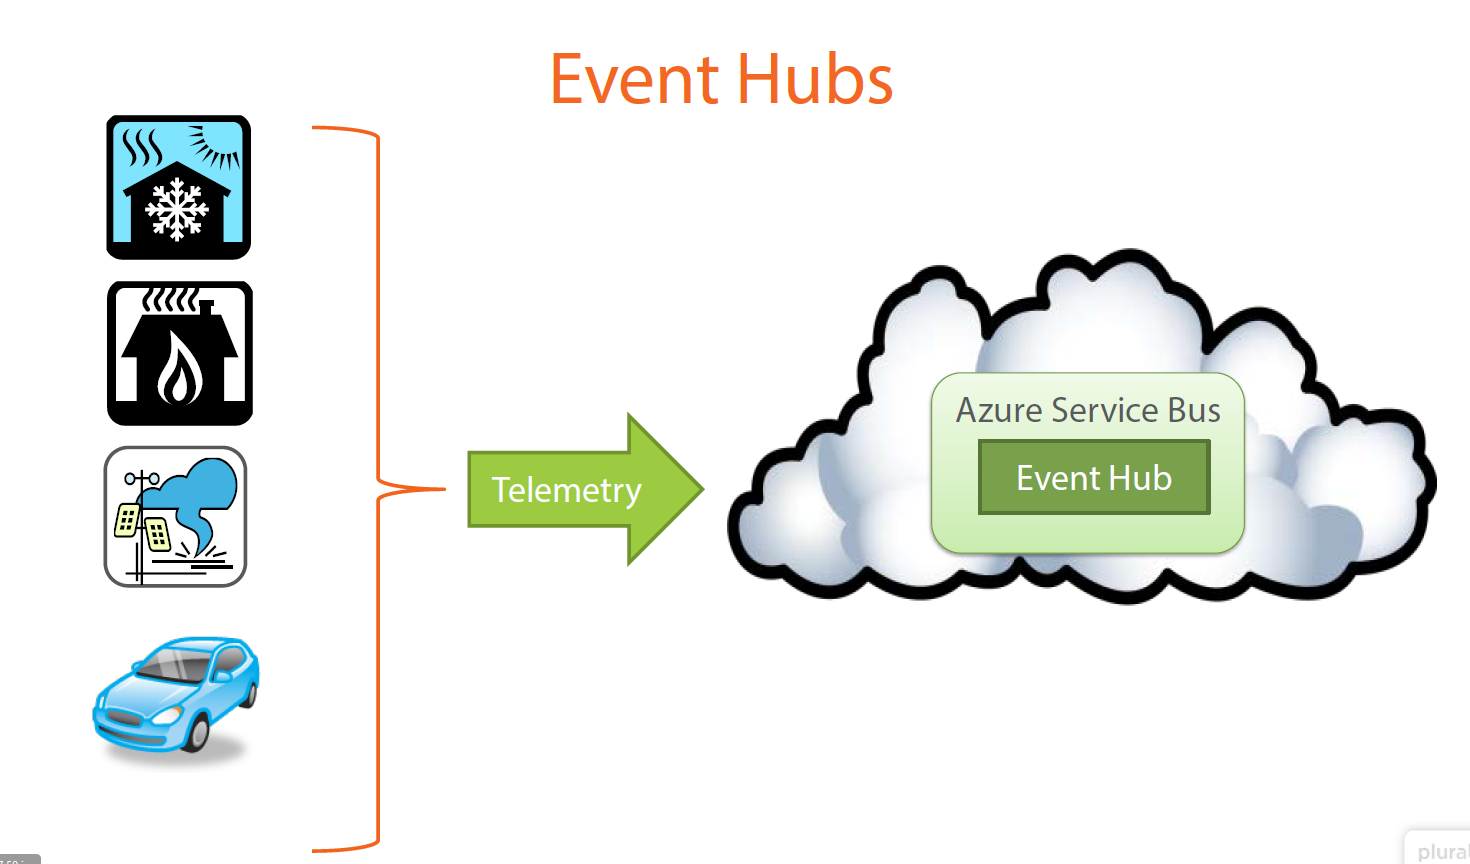 Event Hubs
Azure Service Bus
Event Hub
Telemetry